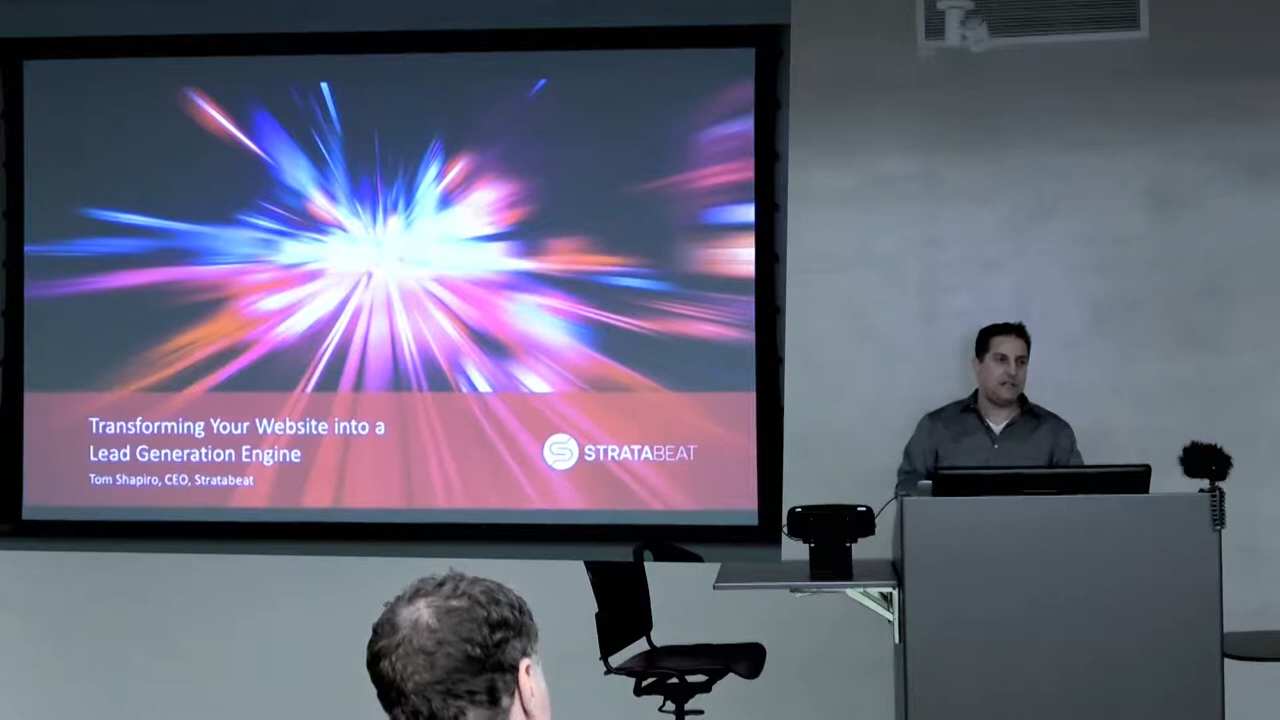 Transforming Your Website into a
Lead Generation Engine
Tom Shapiro, CEO, Stratabeat
STRATABEAT